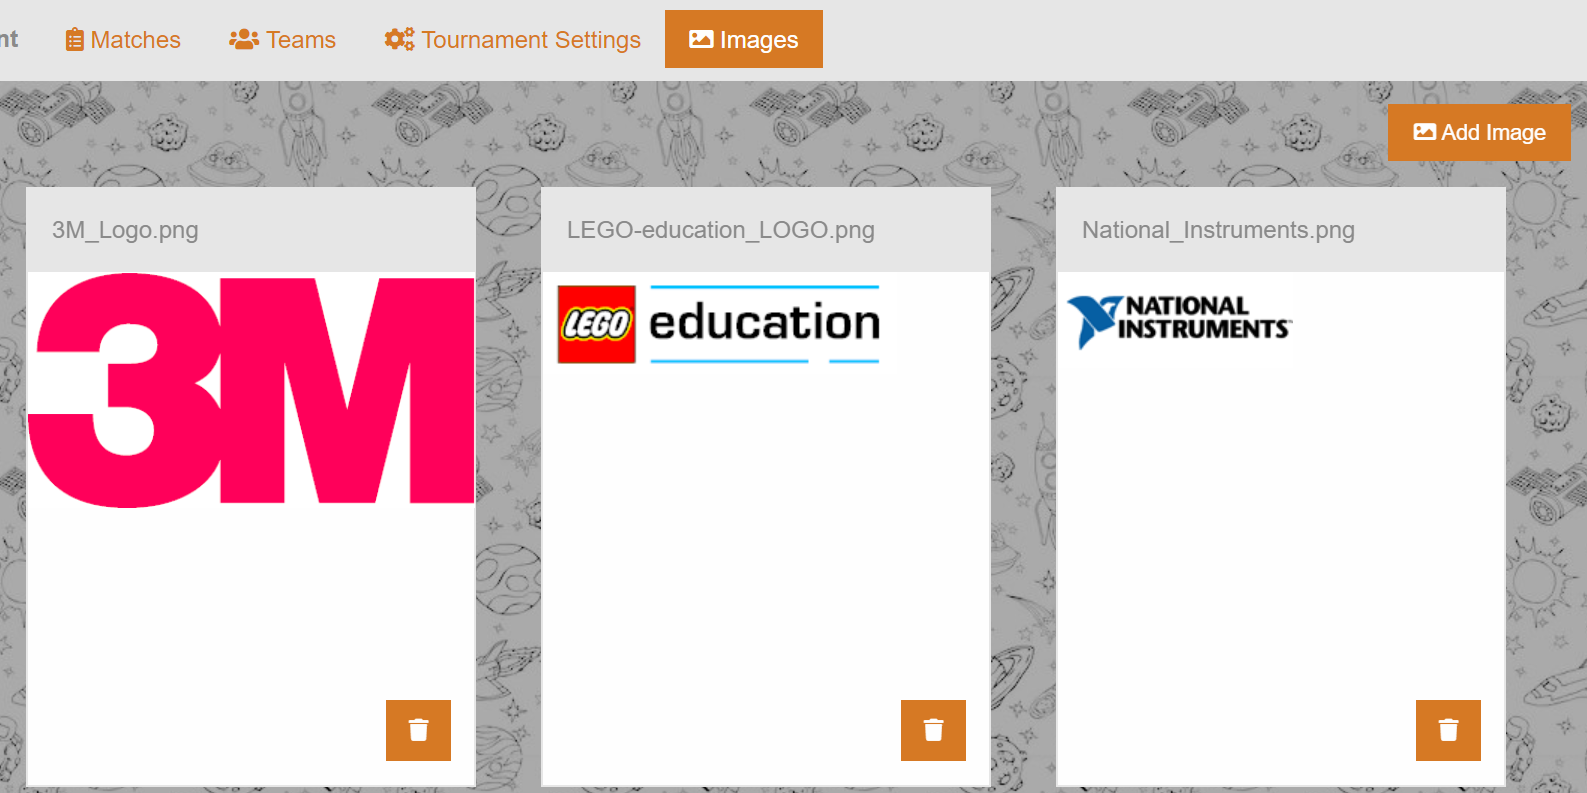 nt
Matches
Teams
Tournament Settings
Images
Add Image
3M_Logo.png
LEGO-education_LOGO.png
National_Instruments.png
3M
LEGO education
NATIONAL
INSTRUMENTS™